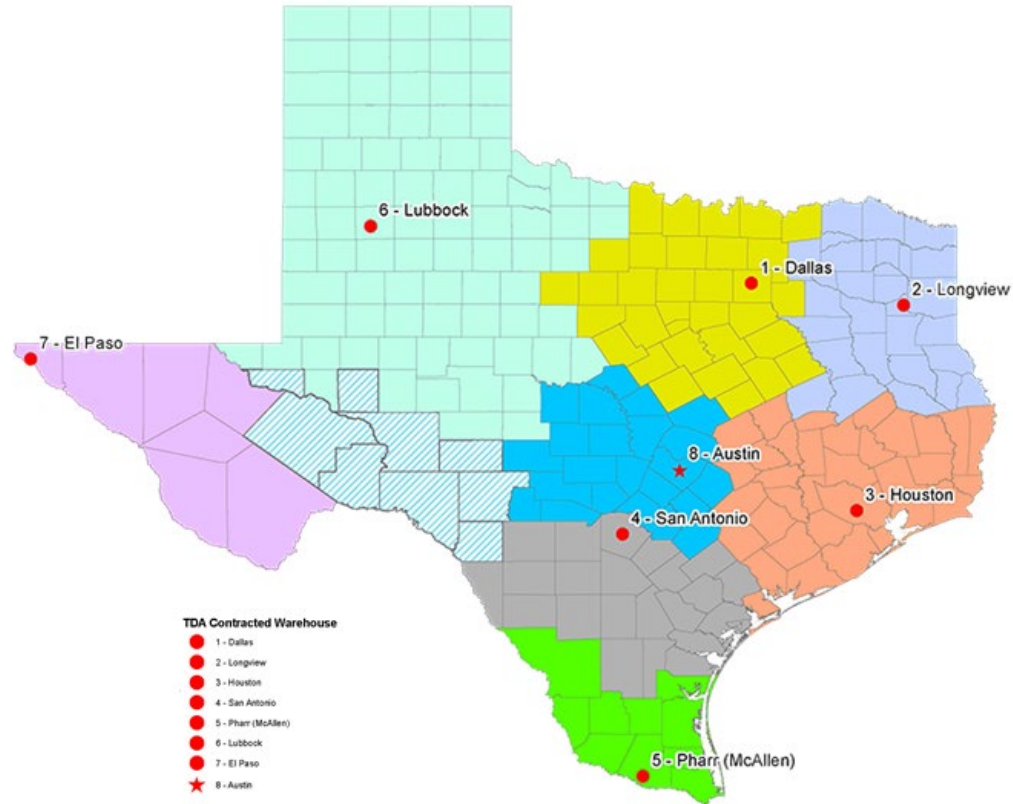 6 - Lubbock
1 - Dallas
2 - Longview
7 - El Paso
8 - Austin
3 - Houston
4 - San Antonio
5 - Pharr (McAllen)
TDA Contracted Warehouse
1 - Dallas
2 - Longview
3 - Houston
4 - San Antonio
5 - Pharr (McAllen)
6 - Lubbock
7 - El Paso
8 - Austin